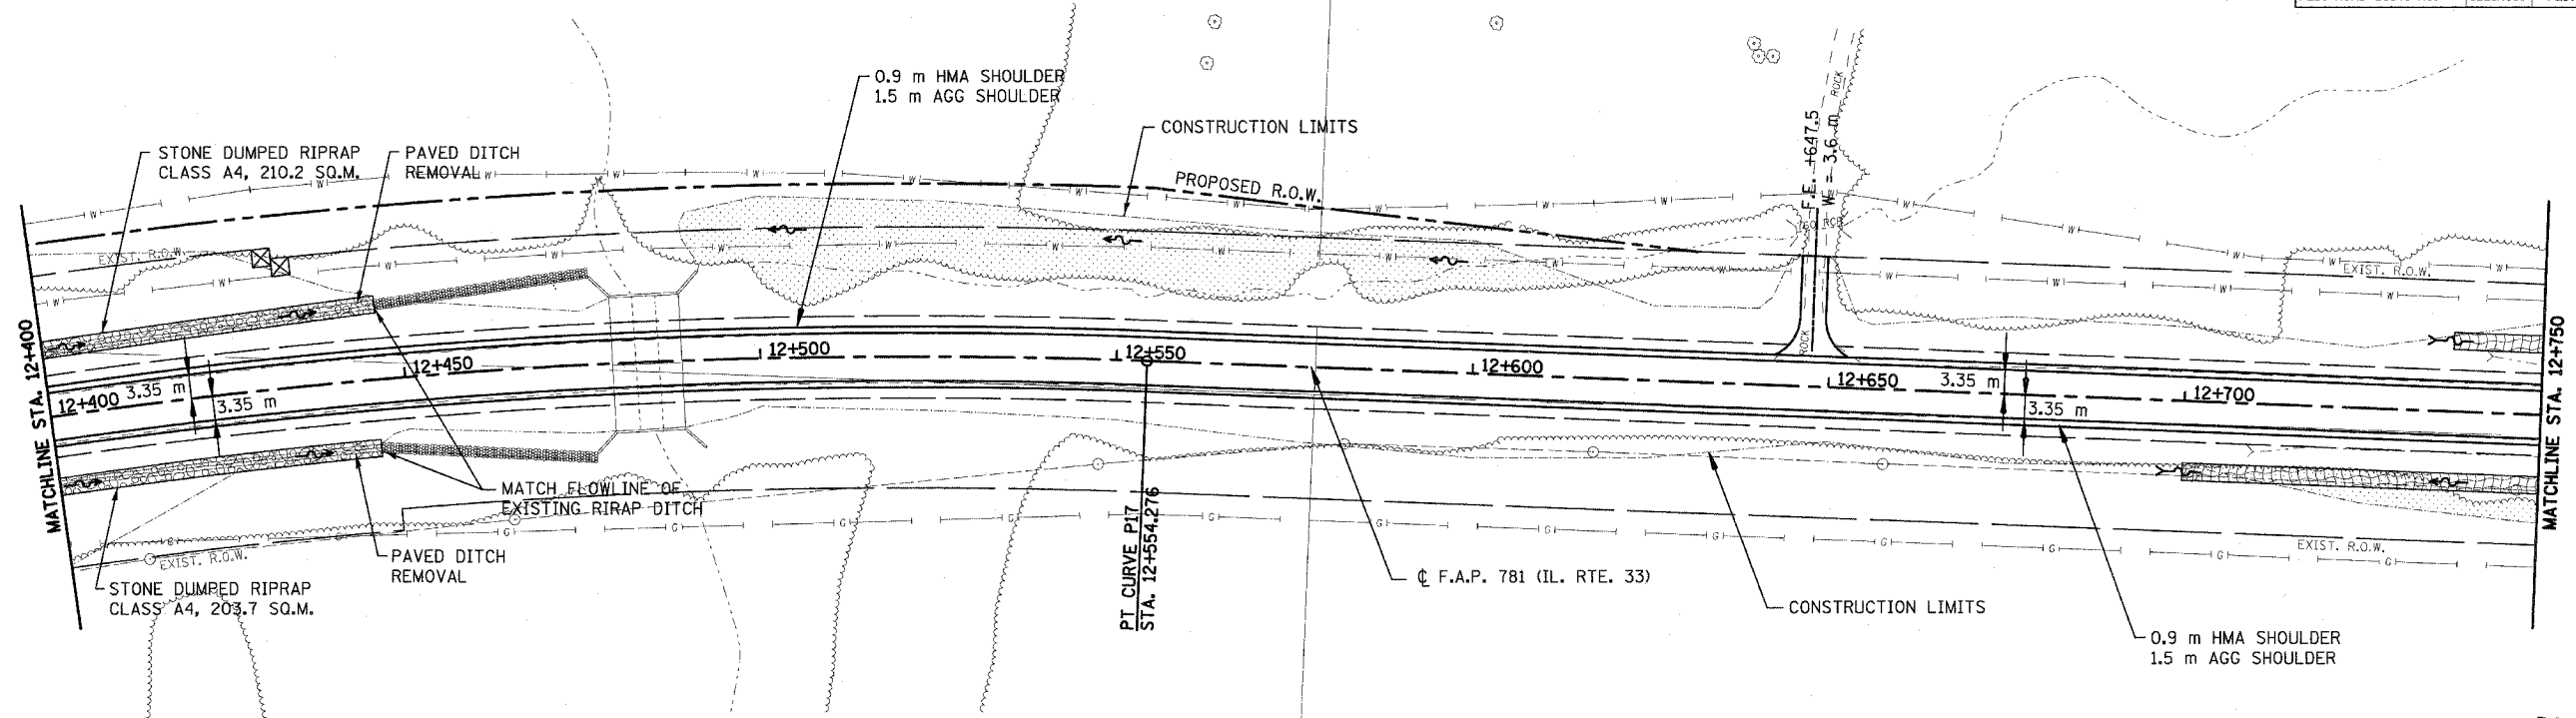 0.9 m HMA SHOULDER
1.5 m AGG SHOULDER
CONSTRUCTION LIMITS
STONE DUMPED RIPRAP
CLASS A4, 210.2 SQ.M.
PAVED DITCH
REMOVAL
PROPOSED R.O.W.
F.E. +647.5
W = 3.6 m
ROCK
EXIST. R.O.W.
EXIST. R.O.W.
MATCHLINE STA. 12+400
12+400
3.35 m
3.35 m
12+450
12+500
12+550
12+600
ROCK
12+650
3.35 m
3.35 m
12+700
MATCHLINE STA. 12+750
MATCH FLOWLINE OF
EXISTING RIRAP DITCH
PAVED DITCH
REMOVAL
EXIST. R.O.W.
STONE DUMPED RIPRAP
CLASS A4, 203.7 SQ.M.
PT CURVE P17
STA. 12+554.276
℄ F.A.P. 781 (IL. RTE. 33)
CONSTRUCTION LIMITS
EXIST. R.O.W.
0.9 m HMA SHOULDER
1.5 m AGG SHOULDER